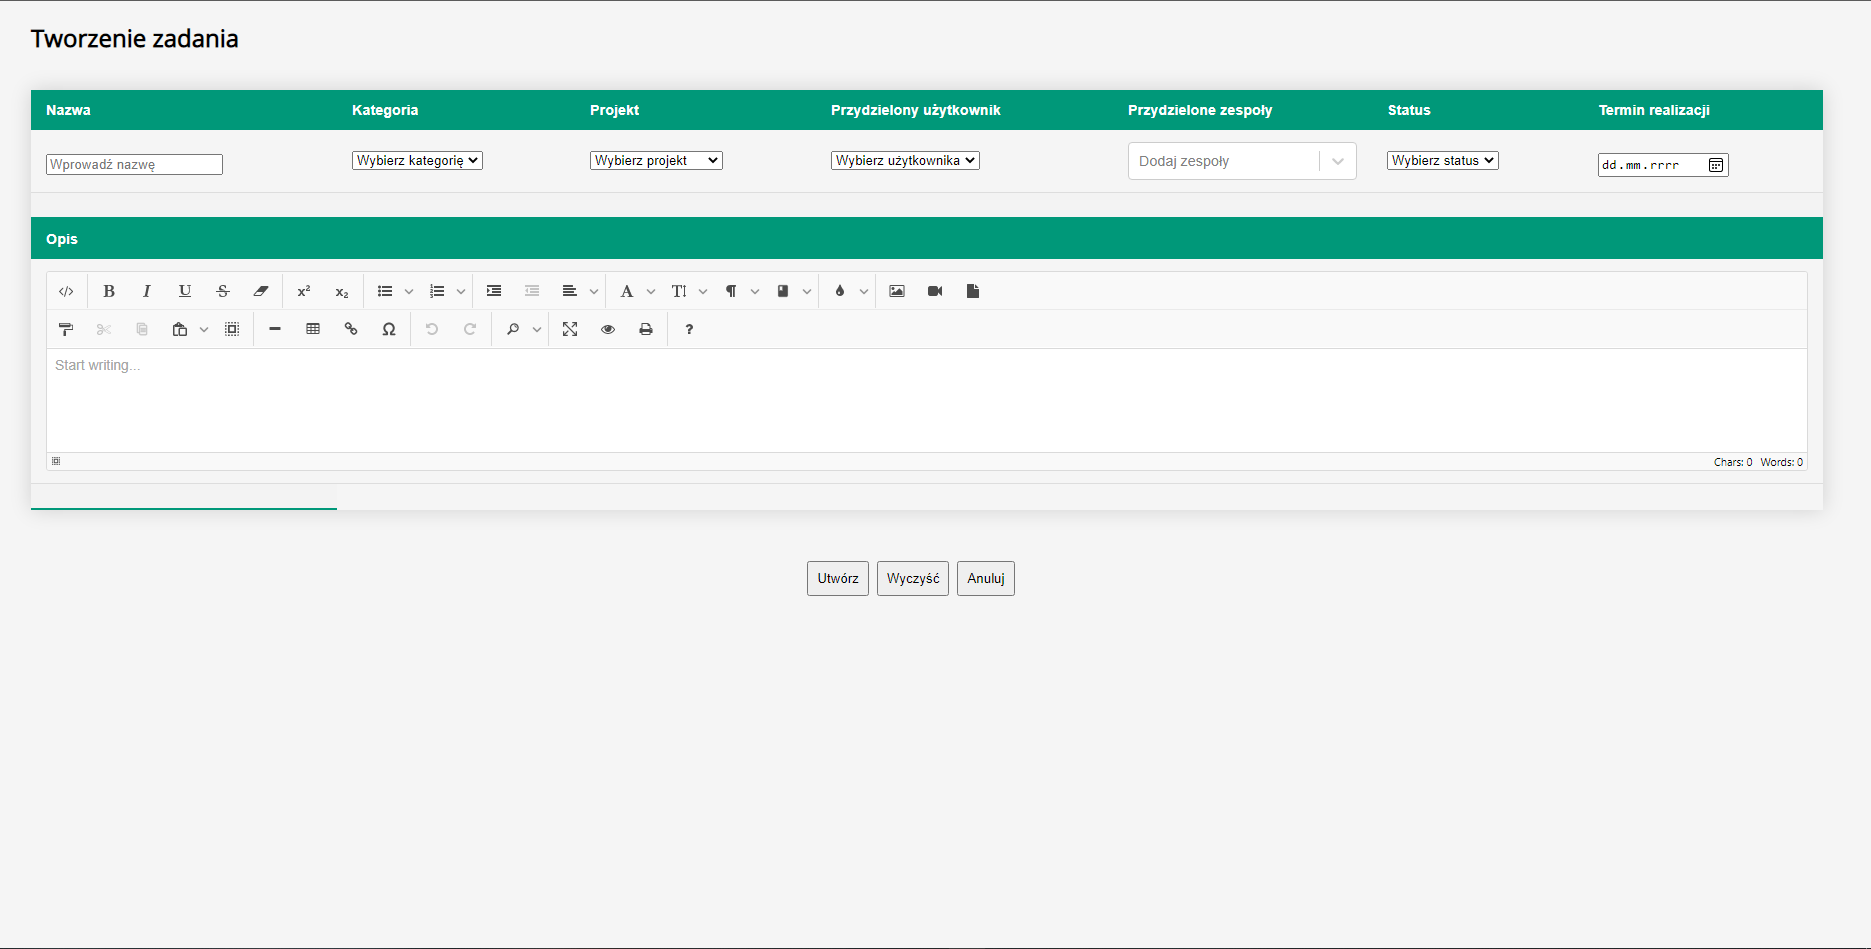 Tworzenie zadania
Nazwa Kategoria Projekt Przydzielony użytkownik Przydzielone zespoły Status Termin realizacji
Wprowadź nazwę Wybierz kategorię Wybierz projekt Wybierz użytkownika Dodaj zespoły Wybierz status dd.mm.rrrr
Opis
Start writing...
Chars: 0 Words: 0
Utwórz Wyczyść Anuluj